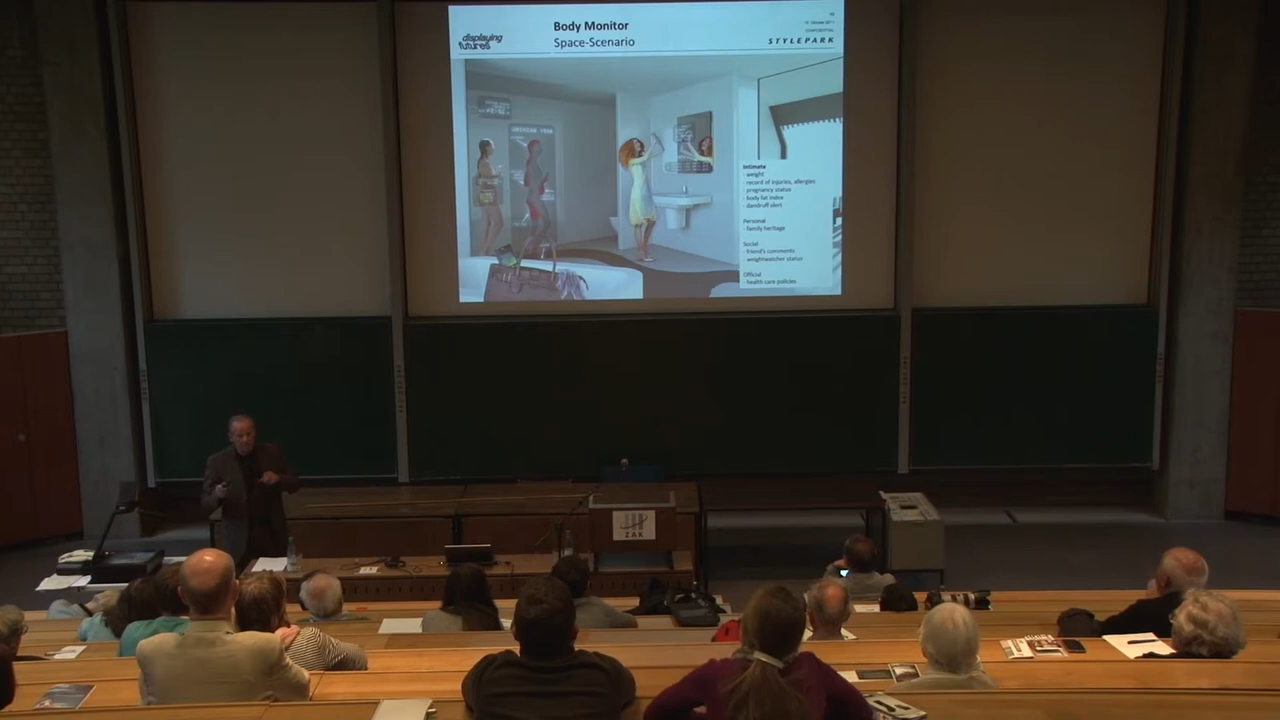 displaying
futures
Body Monitor
Space-Scenario
CONFIDENTIAL
STYLEPARK
Intimate
- weight
- record of injuries, allergies
- pregnancy status
- body fat index
- dandruff alert
Personal
- family heritage
Social
- friend's comments
- weightwatcher status
Official
- health care policies
ZAK